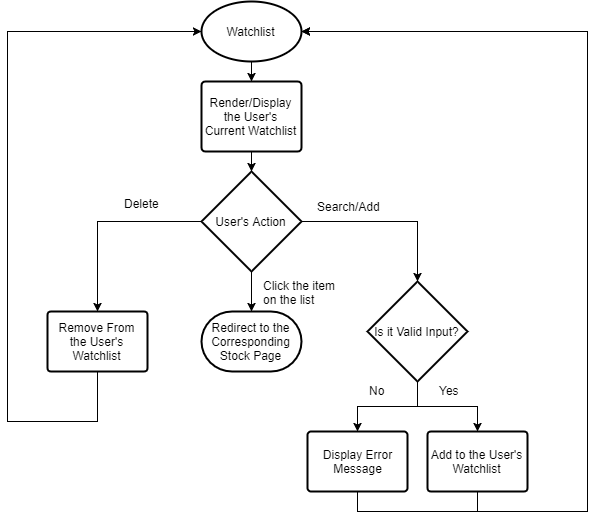 Watchlist
Render/Display
the User's
Current Watchlist
Delete
User's Action
Search/Add
Click the item
on the list
Remove From
the User's
Watchlist
Redirect to the
Corresponding
Stock Page
Is it Valid Input?
No
Yes
Display Error
Message
Add to the User's
Watchlist